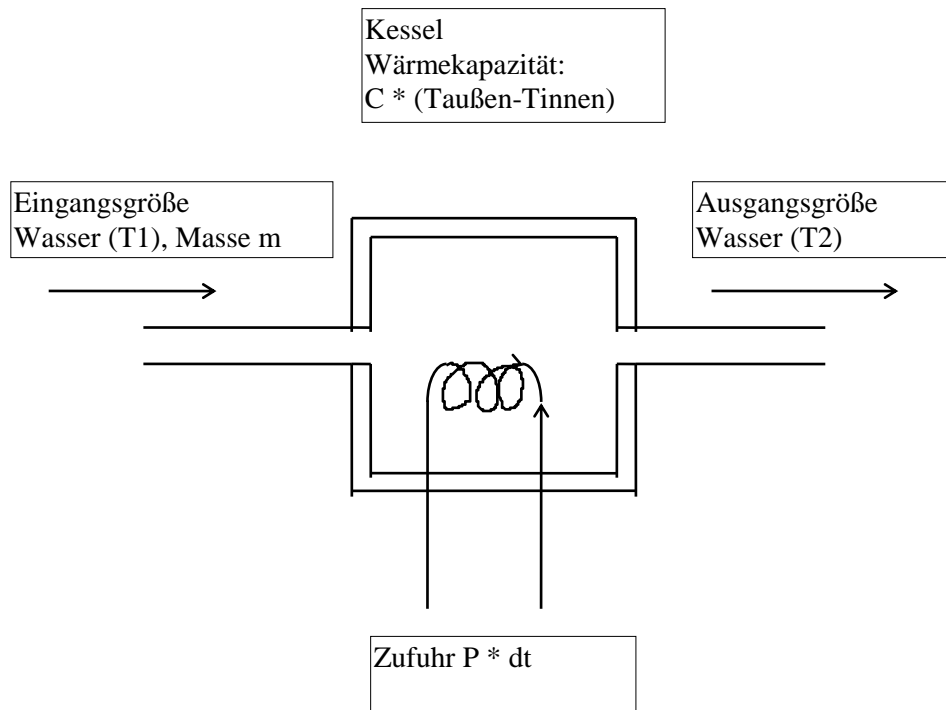 Kessel
Wärmekapazität:
C * (Taußen-Tinnen)
Eingangsgröße
Wasser (T1), Masse m
Ausgangsgröße
Wasser (T2)
Zufuhr P * dt